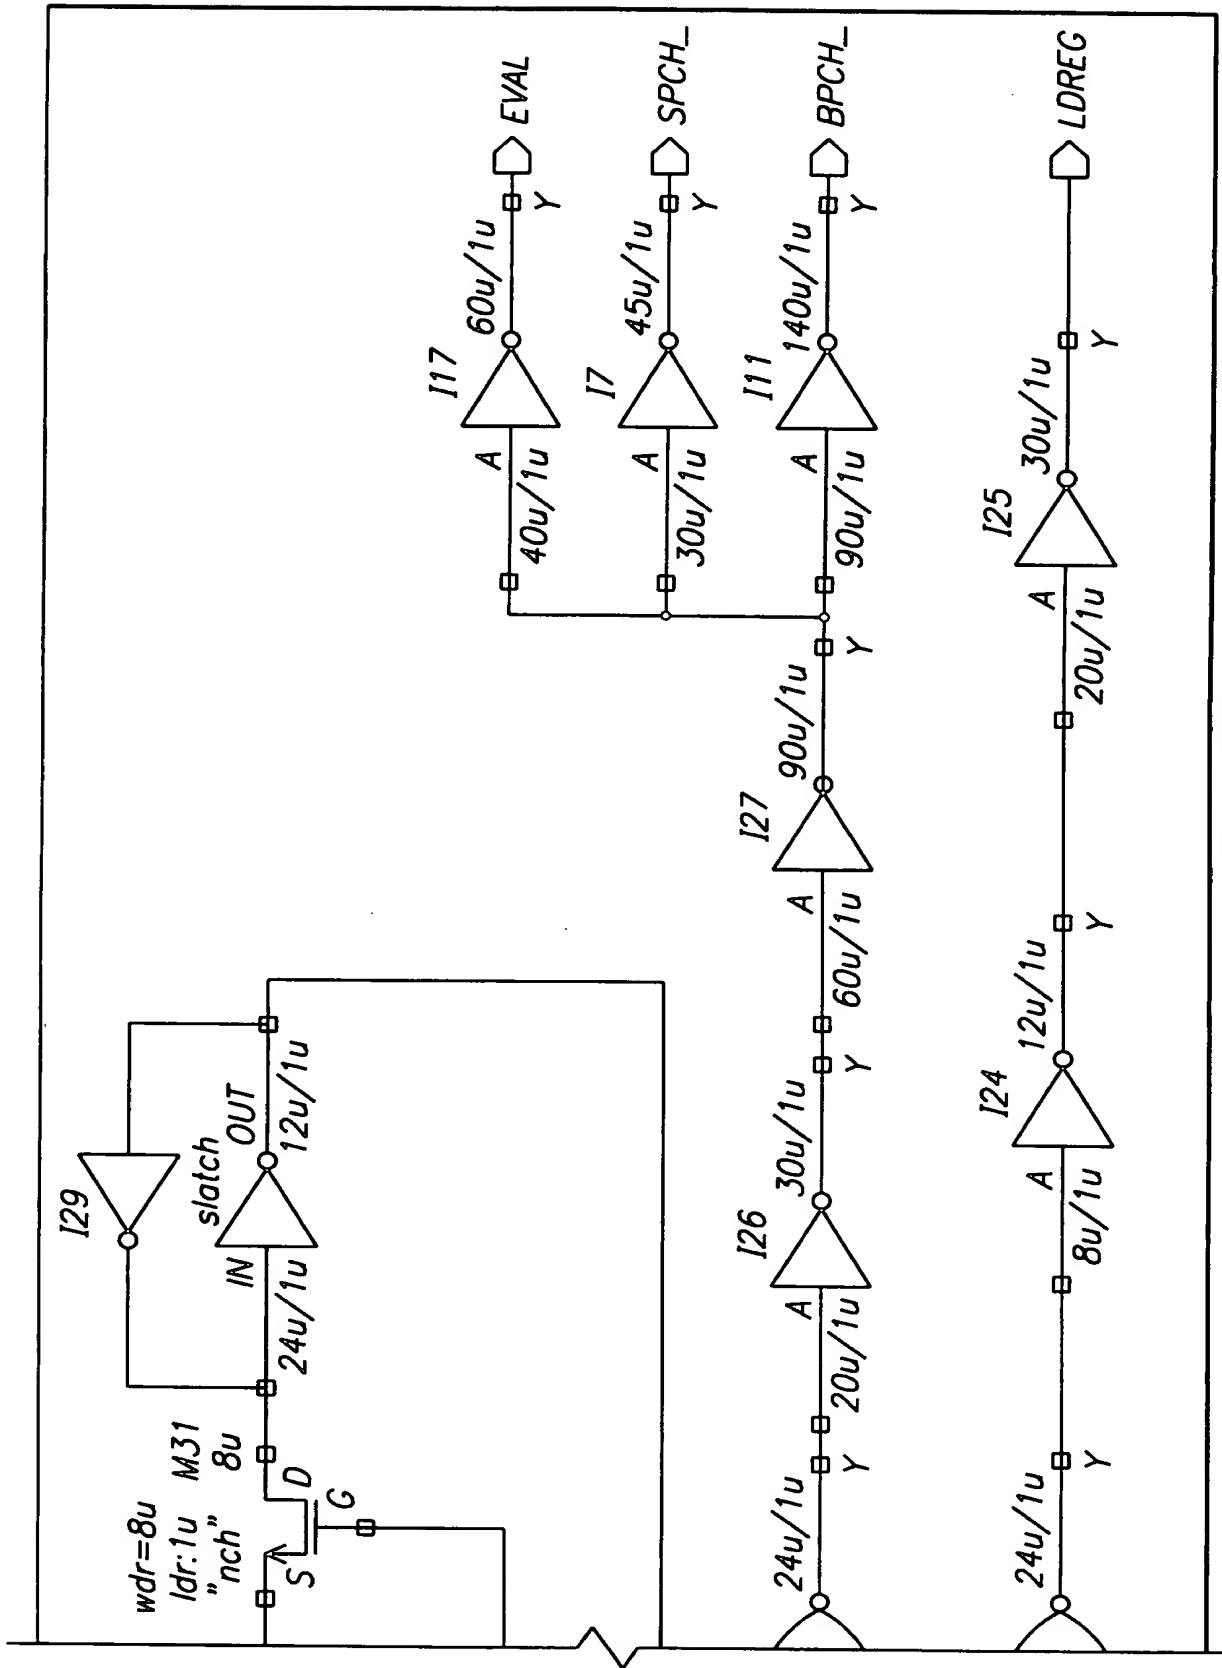 I29
wdr=8u
ldr:1u
"nch"
M31
8u
S
D
G
IN
24u/1u
slatch
OUT
12u/1u
I17
A
40u/1u
60u/1u
Y
EVAL
I7
A
30u/1u
45u/1u
Y
SPCH_
24u/1u
Y
20u/1u
A
I26
30u/1u
Y
60u/1u
A
I27
90u/1u
Y
90u/1u
A
I11
140u/1u
Y
BPCH_
24u/1u
Y
8u/1u
A
I24
12u/1u
Y
20u/1u
A
I25
30u/1u
Y
LDREG